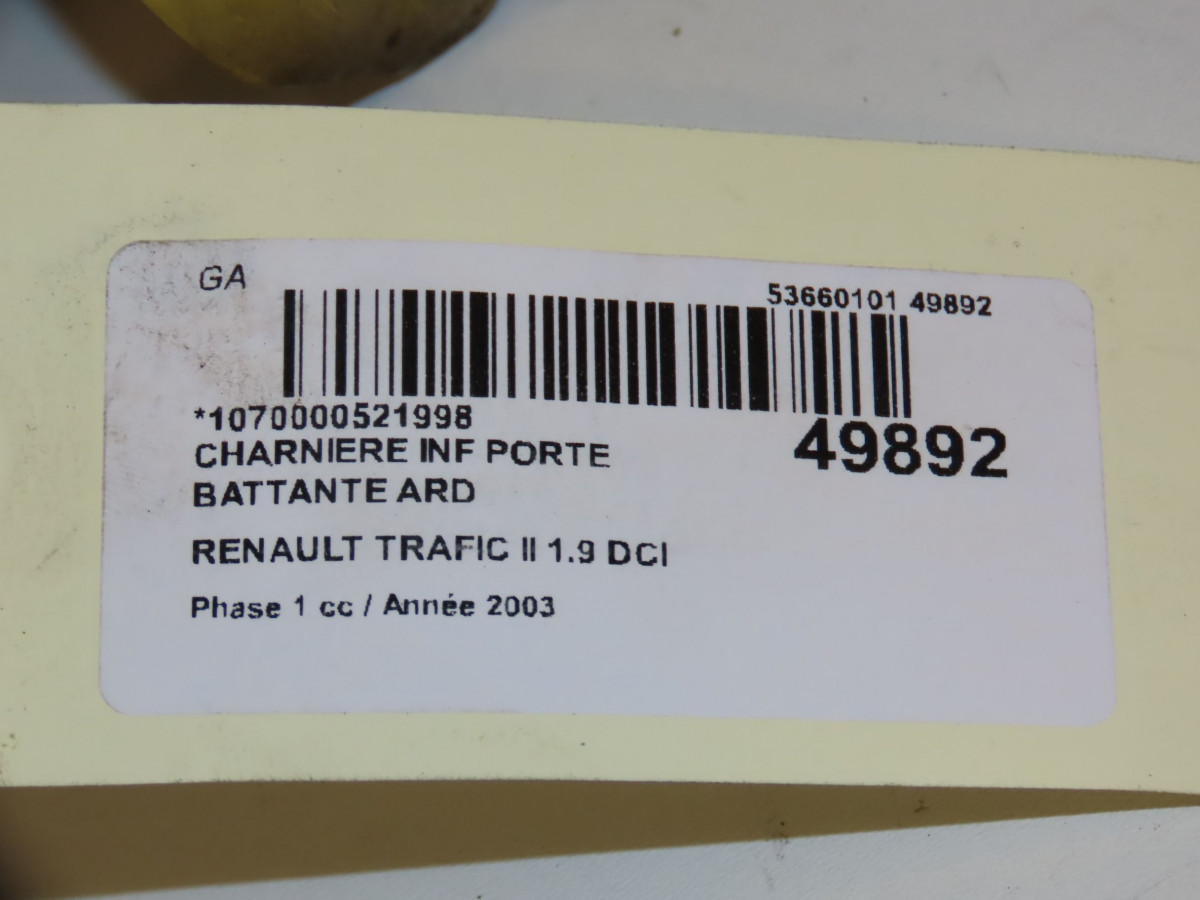 GA
53660101 49892
*1070000521998
49892
CHARNIERE INF PORTE
BATTANTE ARD
RENAULT TRAFIC II 1.9 DCI
Phase 1 cc / Année 2003